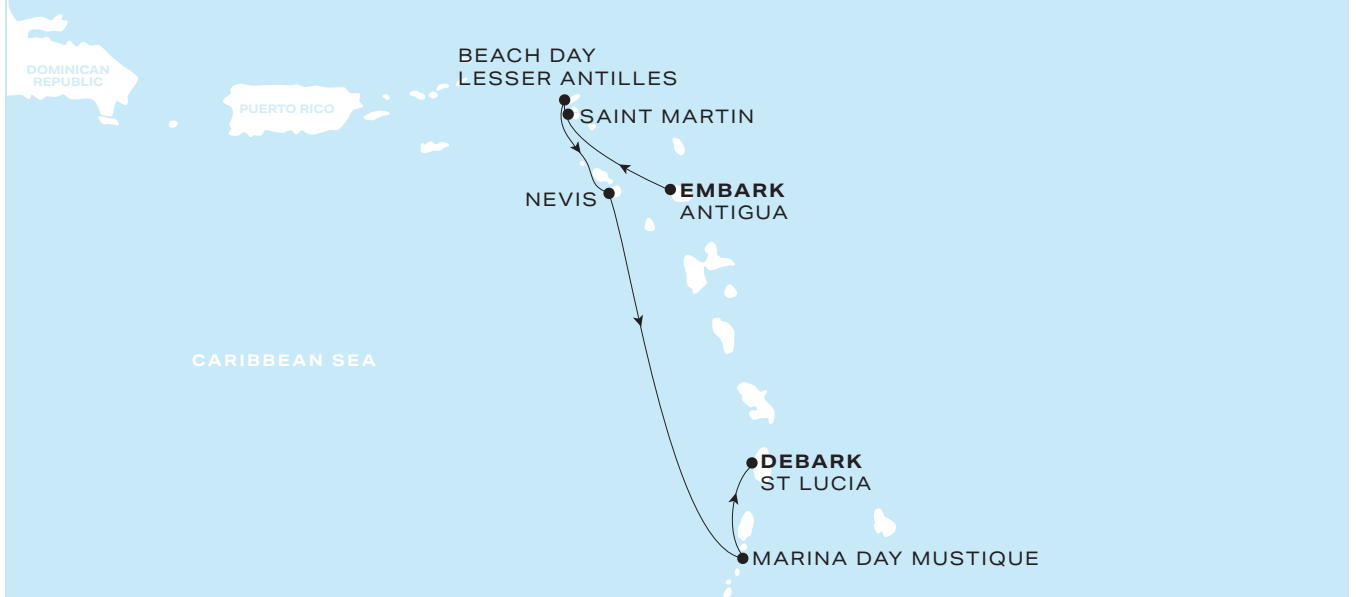 BEACH DAY
LESSER ANTILLES
DOMINICAN
REPUBLIC
PUERTO RICO
SAINT MARTIN
NEVIS
EMBARK
ANTIGUA
CARIBBEAN SEA
DEBARK
ST LUCIA
MARINA DAY MUSTIQUE